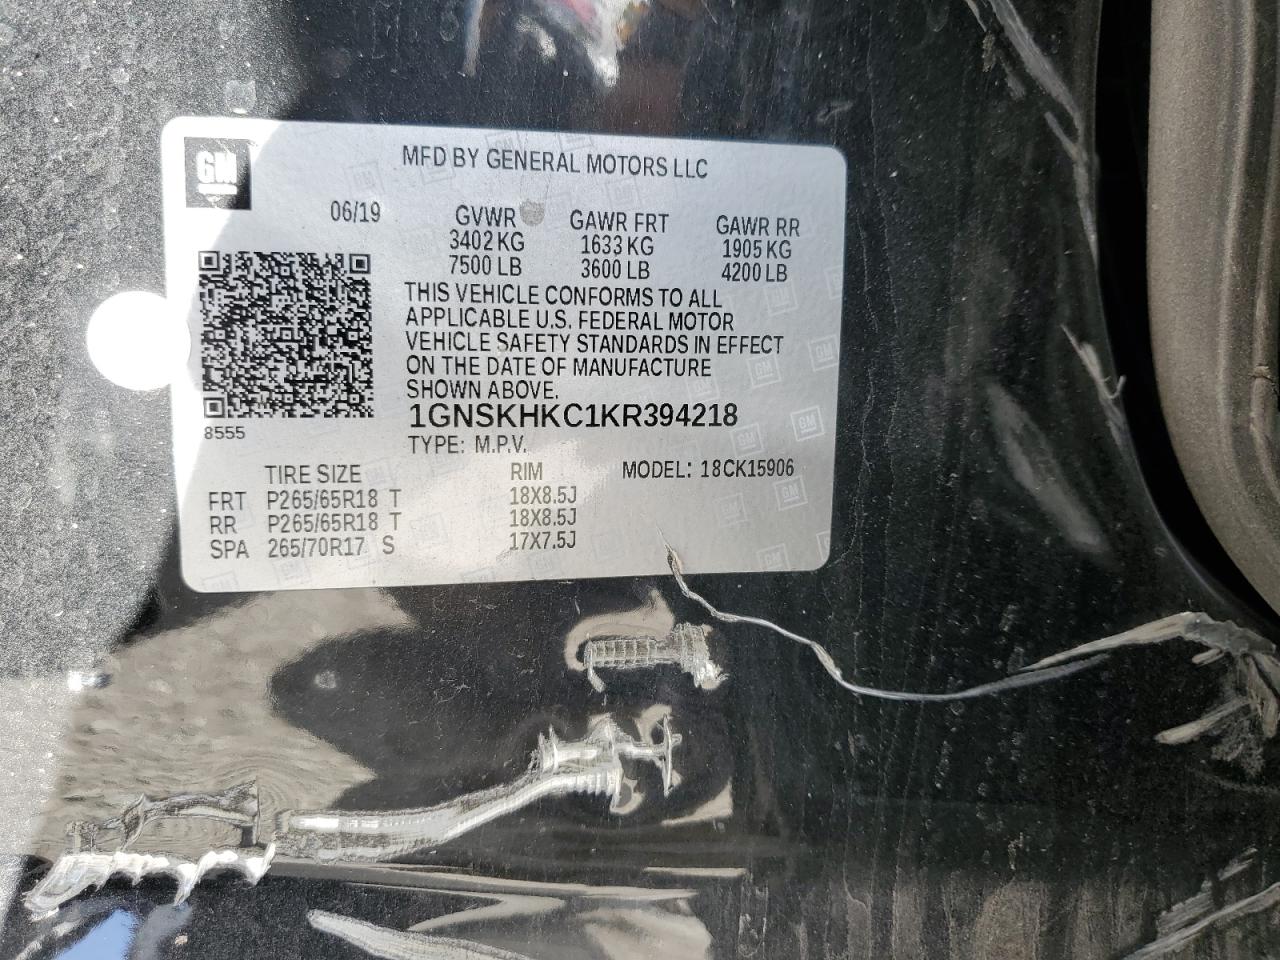 GM
MFD BY GENERAL MOTORS LLC
06/19
GVWR GAWR FRT GAWR RR
3402 KG 1633 KG 1905 KG
7500 LB 3600 LB 4200 LB
THIS VEHICLE CONFORMS TO ALL
APPLICABLE U.S. FEDERAL MOTOR
VEHICLE SAFETY STANDARDS IN EFFECT
ON THE DATE OF MANUFACTURE
SHOWN ABOVE.
1GNSKHKC1KR394218
8555
TYPE: M.P.V.
TIRE SIZE RIM MODEL: 18CK15906
FRT P265/65R18 T 18X8.5J
RR P265/65R18 T 18X8.5J
SPA 265/70R17 S 17X7.5J